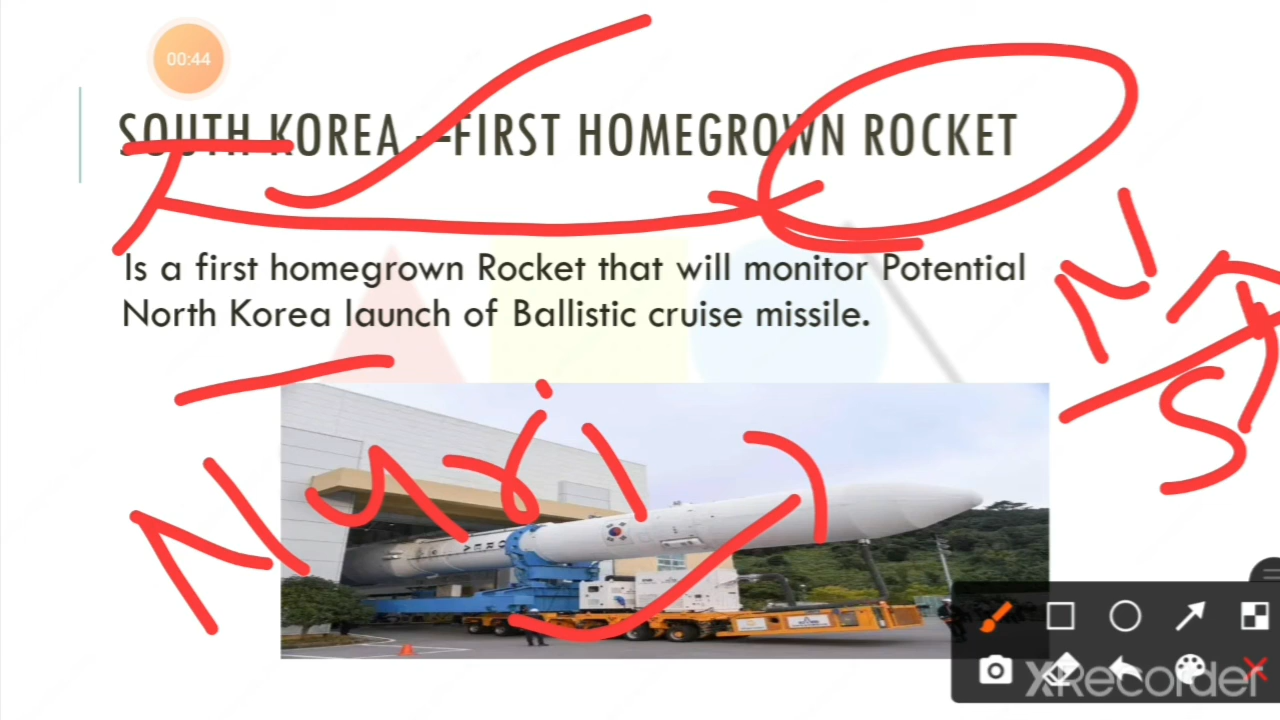 00:44
SOUTH KOREA –FIRST HOMEGROWN ROCKET
Is a first homegrown Rocket that will monitor Potential
North Korea launch of Ballistic cruise missile.
N
S
Nuri
XRecorder